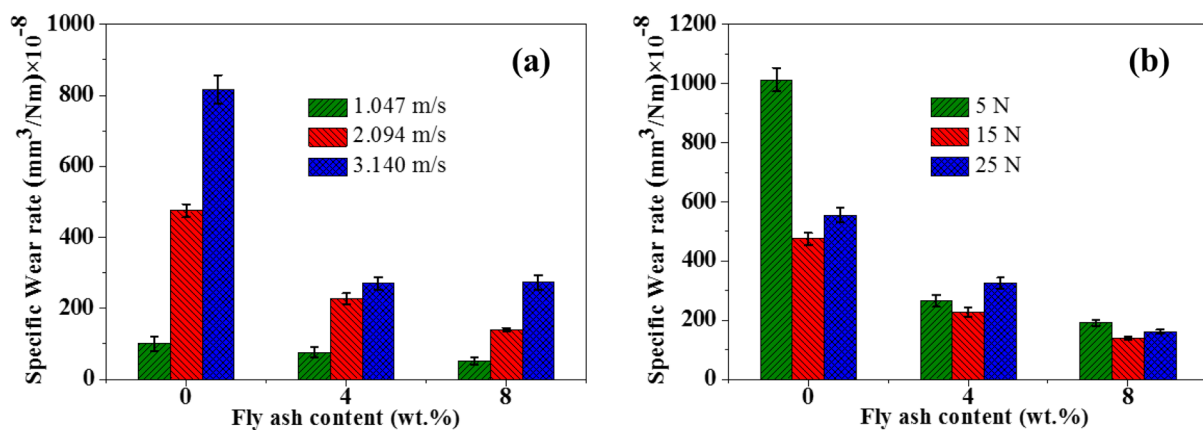 (a)
Specific Wear rate (mm³/Nm)×10⁻⁸
1000
800
600
400
200
0
1.047 m/s
2.094 m/s
3.140 m/s
0 4 8
Fly ash content (wt.%)
(b)
Specific Wear rate (mm³/Nm)×10⁻⁸
1200
1000
800
600
400
200
0
5 N
15 N
25 N
0 4 8
Fly ash content (wt.%)